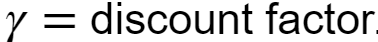 γ = discount factor.